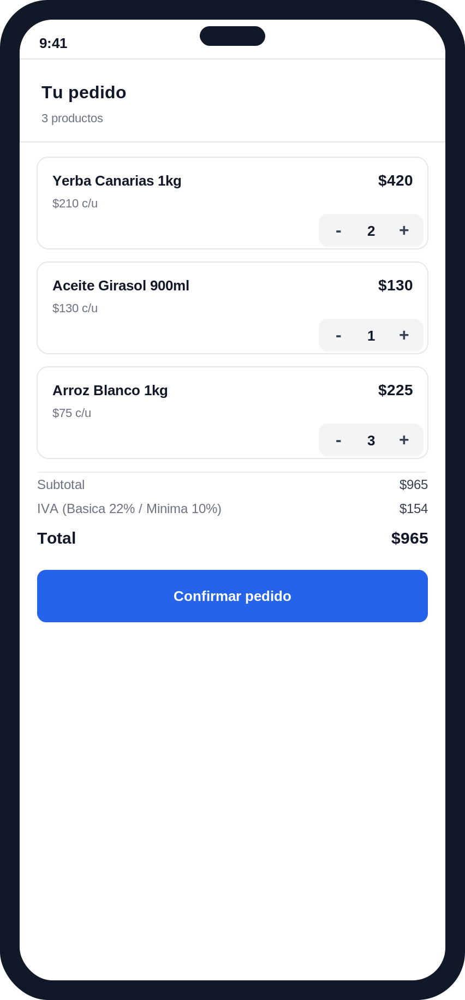 9:41
Tu pedido
3 productos
Yerba Canarias 1kg $420
$210 c/u
- 2 +
Aceite Girasol 900ml $130
$130 c/u
- 1 +
Arroz Blanco 1kg $225
$75 c/u
- 3 +
Subtotal $965
IVA (Basica 22% / Minima 10%) $154
Total $965
Confirmar pedido